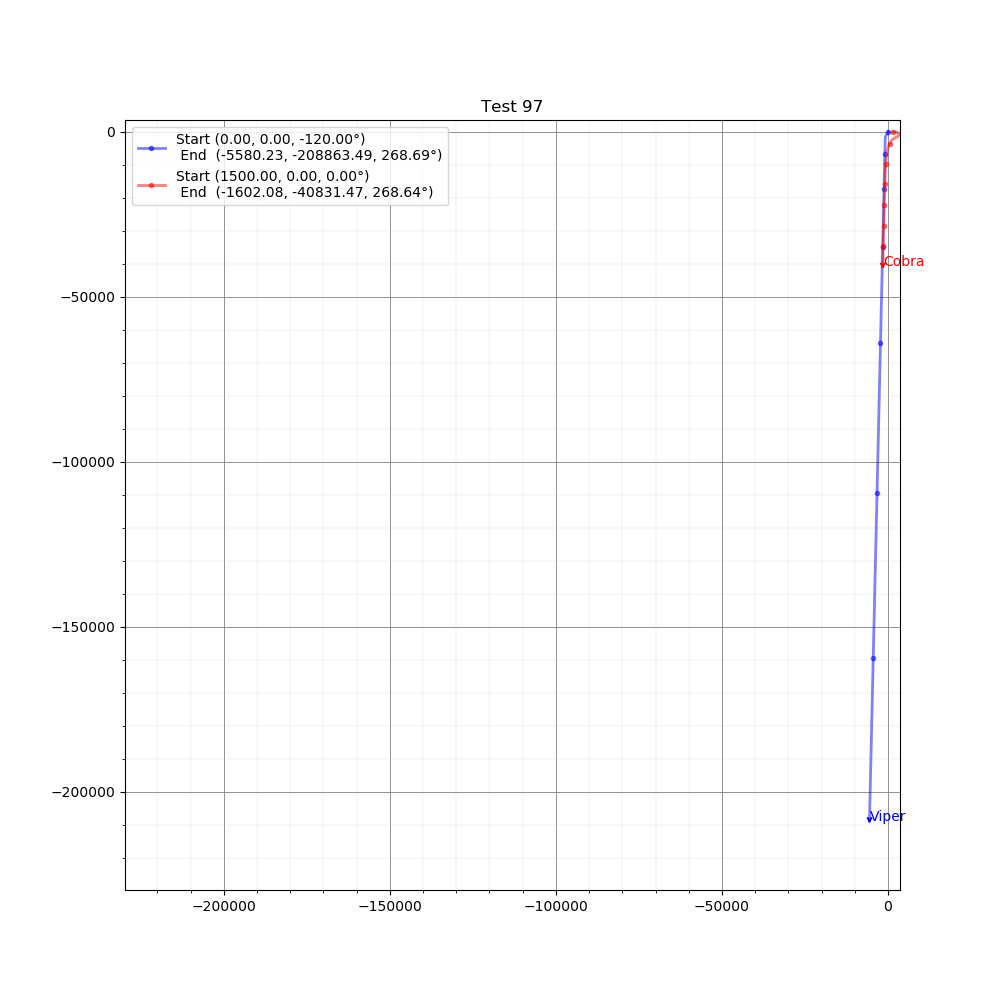 Test 97
Start (0.00, 0.00, -120.00°)
End (-5580.23, -208863.49, 268.69°)
Start (1500.00, 0.00, 0.00°)
End (-1602.08, -40831.47, 268.64°)
0
−50000
−100000
−150000
−200000
Cobra
Viper
−200000
−150000
−100000
−50000
0